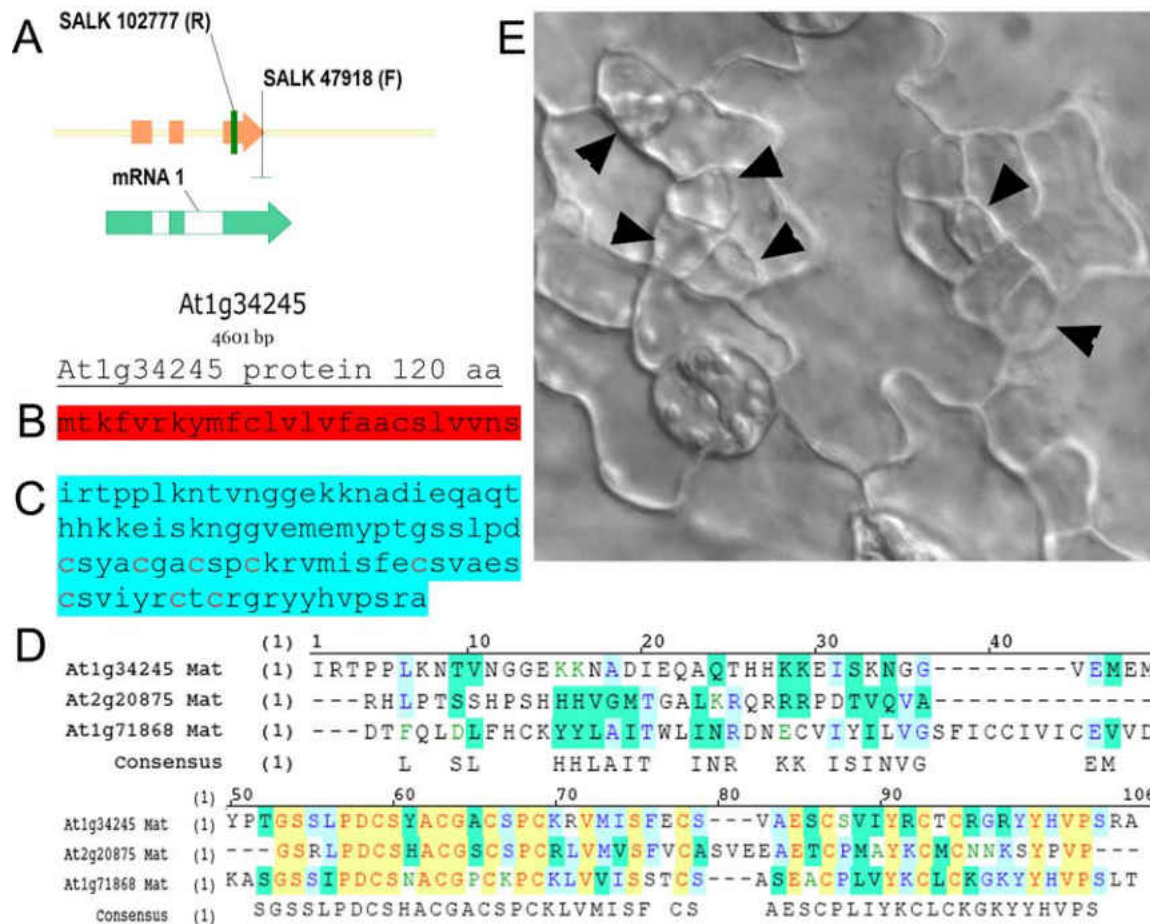 A
SALK 102777 (R)
SALK 47918 (F)
mRNA 1
At1g34245
4601 bp
At1g34245 protein 120 aa
B mtkfvrkymfclvlvfaacslvvns
C irtpplkntvnggekknadieqaqt
hhkkeisknggvememyptgsslpd
csyacgacspckrvmisfecsvaes
csviyrctcrgryyhvpsra
E
D (1) 1 10 20 30 40
At1g34245 Mat (1) IRTPPLKNTVNGGEKKNADIEQAQTHHKKEISKNGG--------VEMEM
At2g20875 Mat (1) ---RHLPTSSHPSHHHVGMTGALKRQRRRPDTVQVA-------------
At1g71868 Mat (1) ---DTFQLDLFHCKYYLAITWLINRDNECVIYILVGSFICCIVICEVVD
Consensus (1) L SL HHLAIT INR KK ISINVG EM
(1) 50 60 70 80 90 106
At1g34245 Mat (1) YPTGSSLPDCSYACGACSPCKRVMISFECS---VAESCSVIYRCTCRGRYYHVPSRA
At2g20875 Mat (1) ---GSRLPDCSHACGSCSPCRLVMVSFVCASVEEAETCPMAYKCMCNNKSYPVP--
At1g71868 Mat (1) KASGSSIPDCSNACGPCKPCKLVVISSTCS---ASEACPLVYKCLCKGKYYHVPSLT
Consensus (1) SGSSLPDCSHACGACSPCKLVMISF CS AESCPLIYKCLCKGKYYHVPS